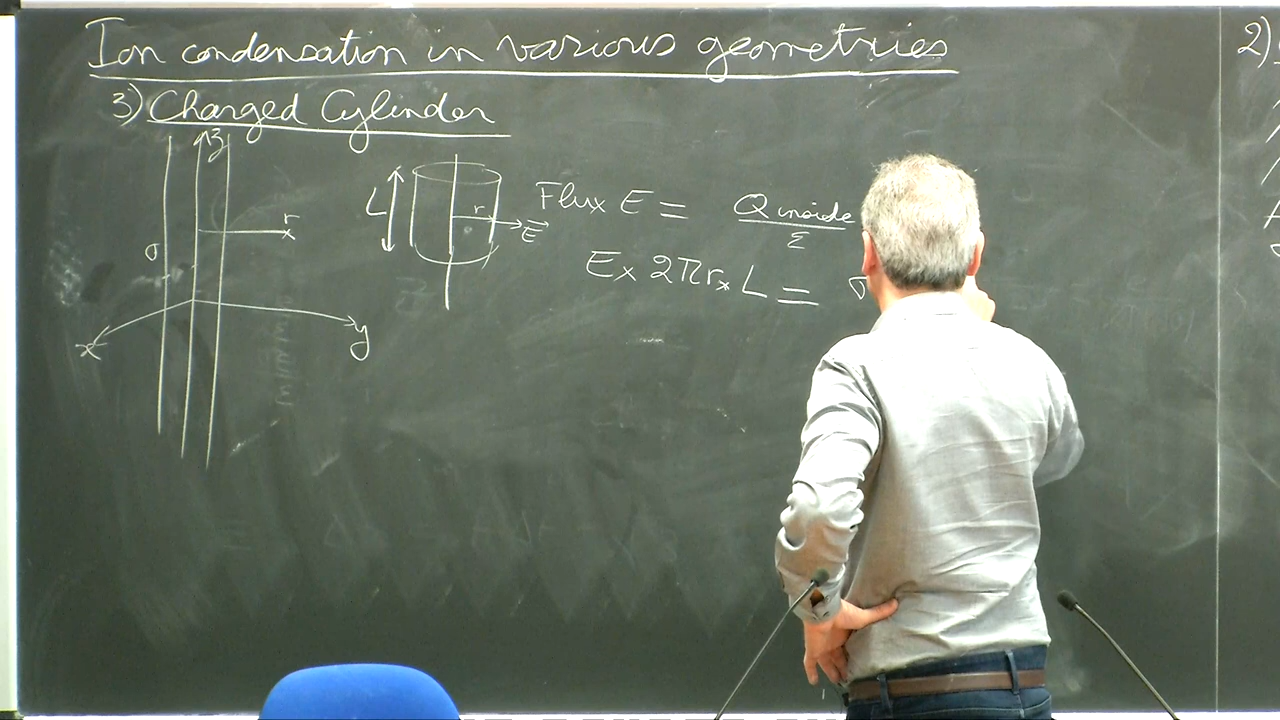 Ion condensation in various geometries
3) Charged Cylinder
z
r
x
σ
x
y
L
r
E
Flux E = Q inside / ε
E x 2πr x L = σ
2)